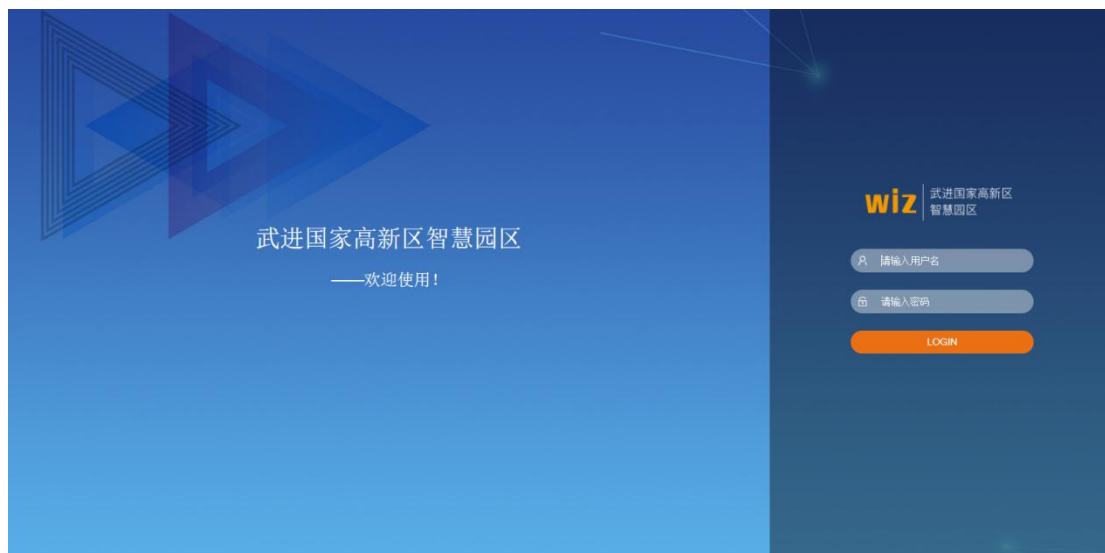 武进国家高新区智慧园区
——欢迎使用！
wiz
武进国家高新区
智慧园区
请输入用户名
请输入密码
LOGIN